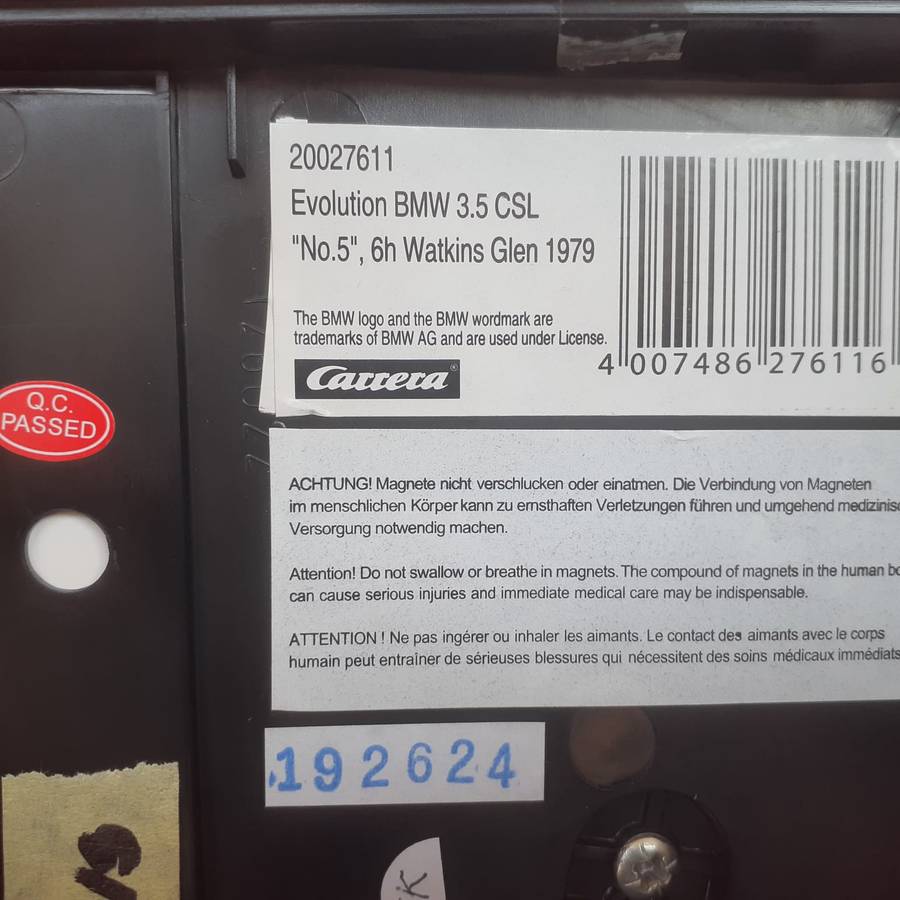 20027611
Evolution BMW 3.5 CSL
"No.5", 6h Watkins Glen 1979
The BMW logo and the BMW wordmark are
trademarks of BMW AG and are used under License.
Carrera®
4 007486 276116
Q.C.
PASSED
ACHTUNG! Magnete nicht verschlucken oder einatmen. Die Verbindung von Magneten
im menschlichen Körper kann zu ernsthaften Verletzungen führen und umgehend
Versorgung notwendig machen.
Attention! Do not swallow or breathe in magnets. The compound of magnets in the human
can cause serious injuries and immediate medical care may be indispensable.
ATTENTION ! Ne pas ingérer ou inhaler les aimants. Le contact des aimants avec le corps
humain peut entraîner de sérieuses blessures qui nécessitent des soins médicaux immédiats
192624